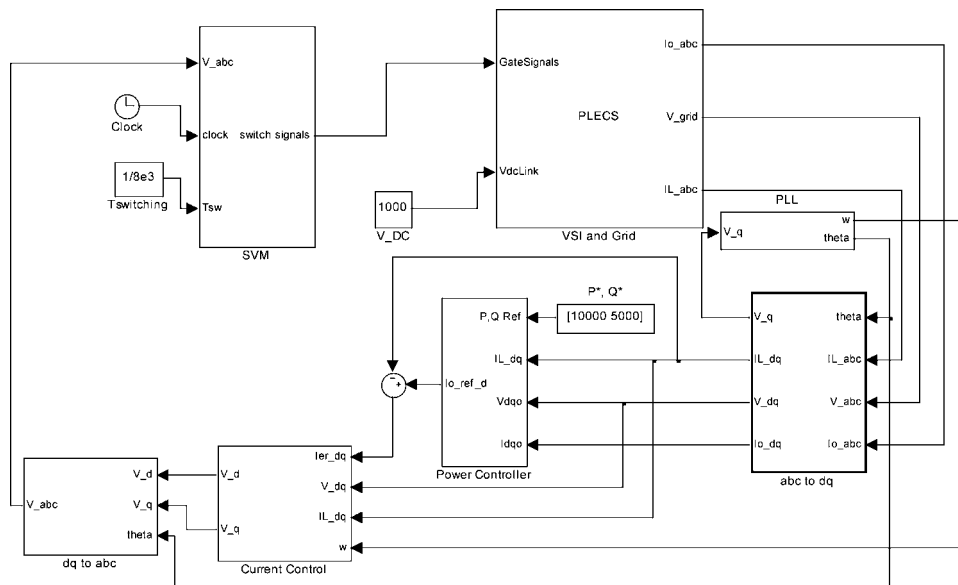 V_abc
clock
Tsw
switch signals
SVM
Clock
1/8e3
Tswitching
GateSignals
VdcLink
PLECS
Io_abc
V_grid
IL_abc
VSI and Grid
1000
V_DC
PLL
V_q
w
theta
P*, Q*
[10000 5000]
P,Q Ref
IL_dq
Vdqo
Idqo
Io_ref_d
Power Controller
- +
V_q
IL_dq
V_dq
Io_dq
theta
IL_abc
V_abc
Io_abc
abc to dq
Ier_dq
V_dq
IL_dq
w
V_d
V_q
Current Control
V_d
V_q
theta
V_abc
dq to abc